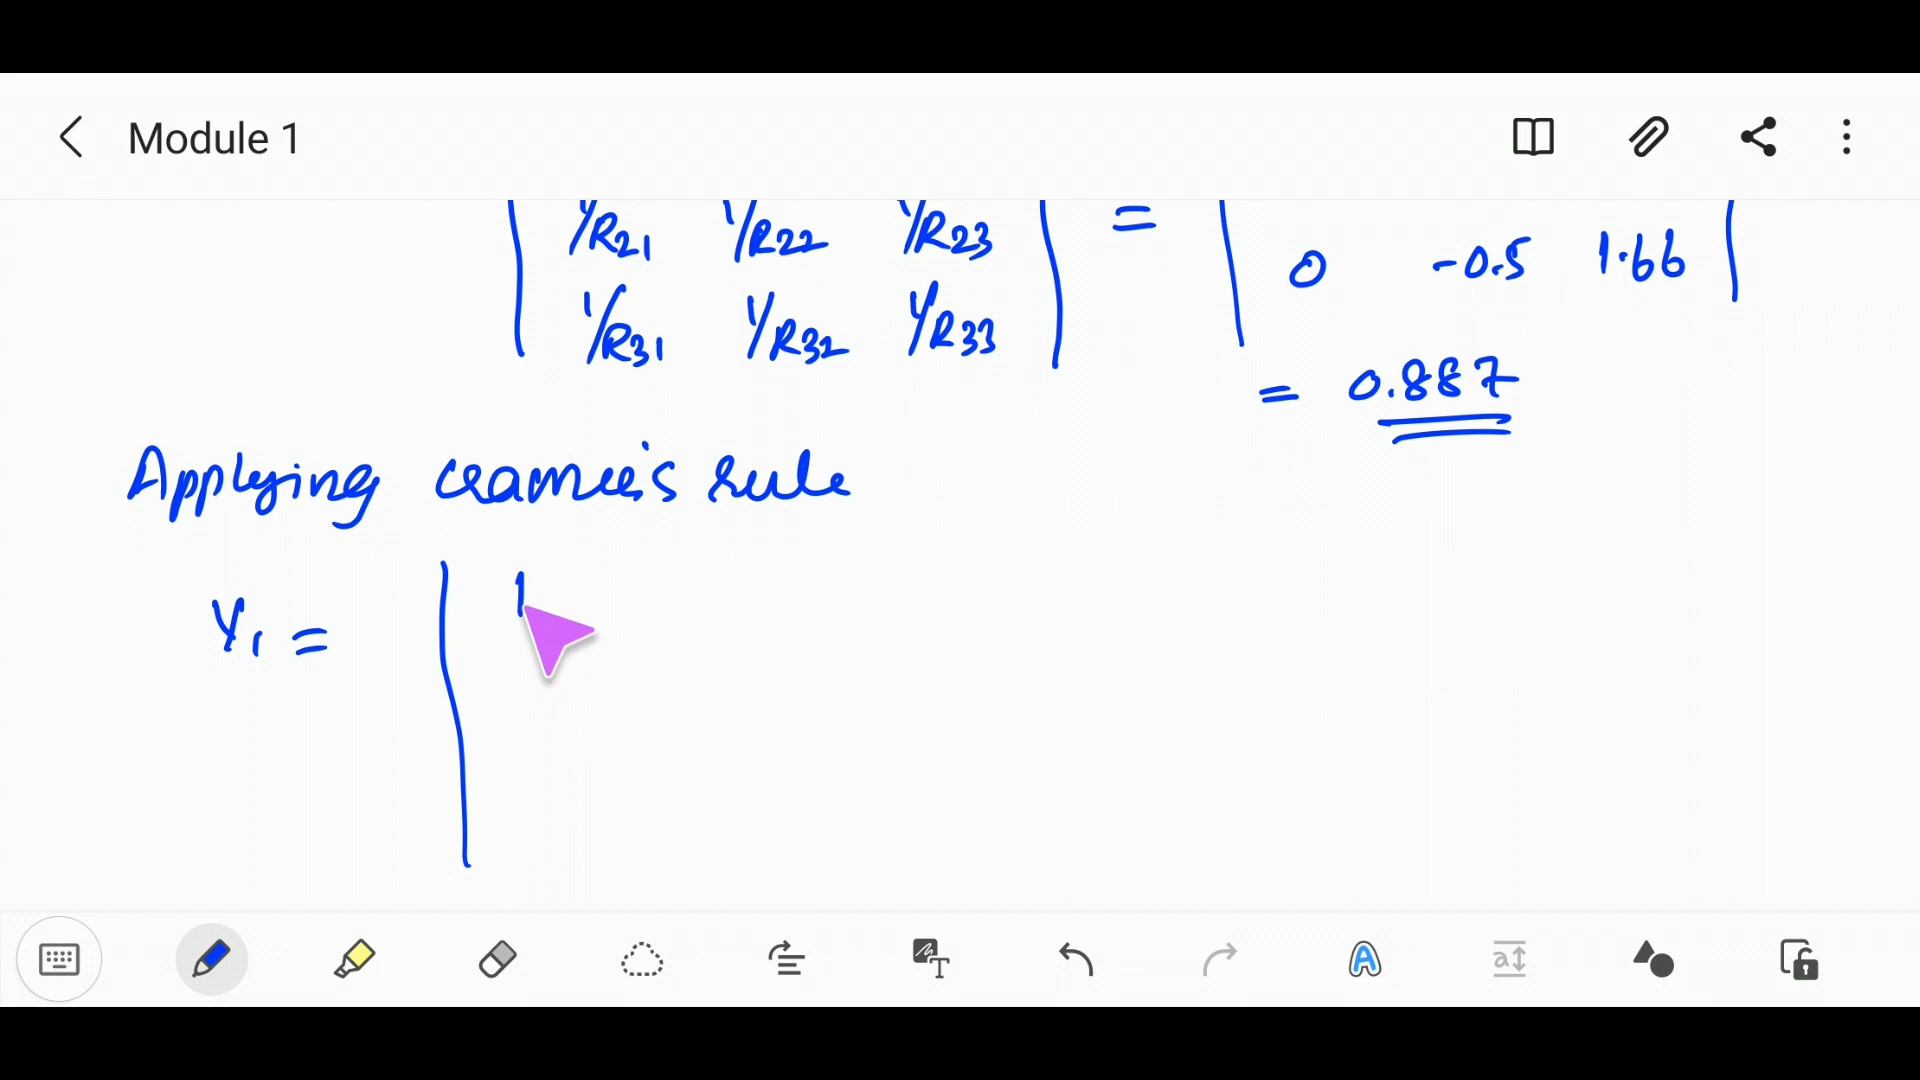 Module 1
1/R21 1/R22 1/R23 =
0 -0.5 1.66
1/R31 1/R32 1/R33
= 0.887
Applying cramer's rule
V1 = 1